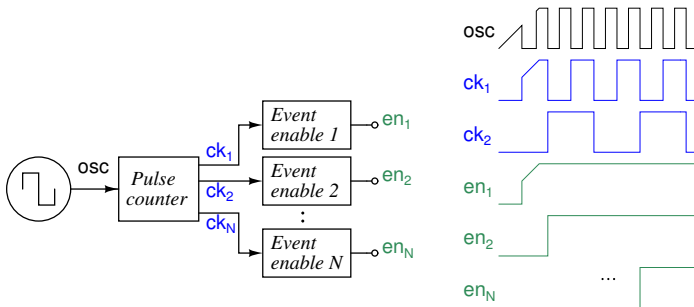 osc
Pulse
counter
ck1
ck2
ckN
Event
enable 1
en1
Event
enable 2
en2
:
Event
enable N
enN
osc
ck1
ck2
en1
en2
enN
...